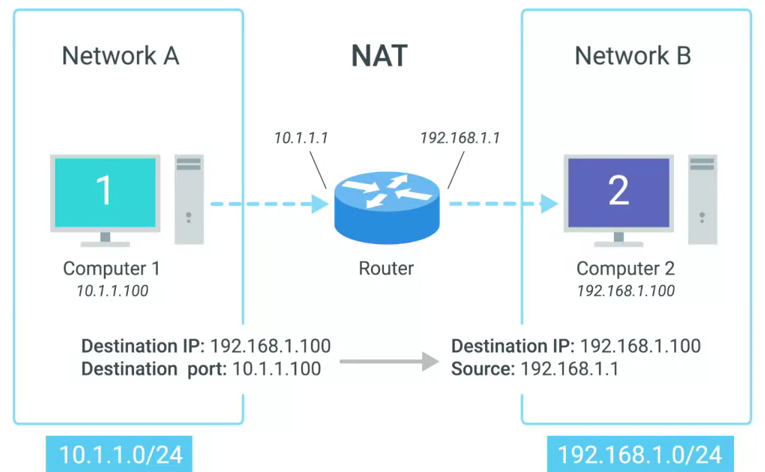 Network A
NAT
Network B
10.1.1.1
192.168.1.1
1
2
Computer 1
10.1.1.100
Router
Computer 2
192.168.1.100
Destination IP: 192.168.1.100
Destination port: 10.1.1.100
Destination IP: 192.168.1.100
Source: 192.168.1.1
10.1.1.0/24
192.168.1.0/24